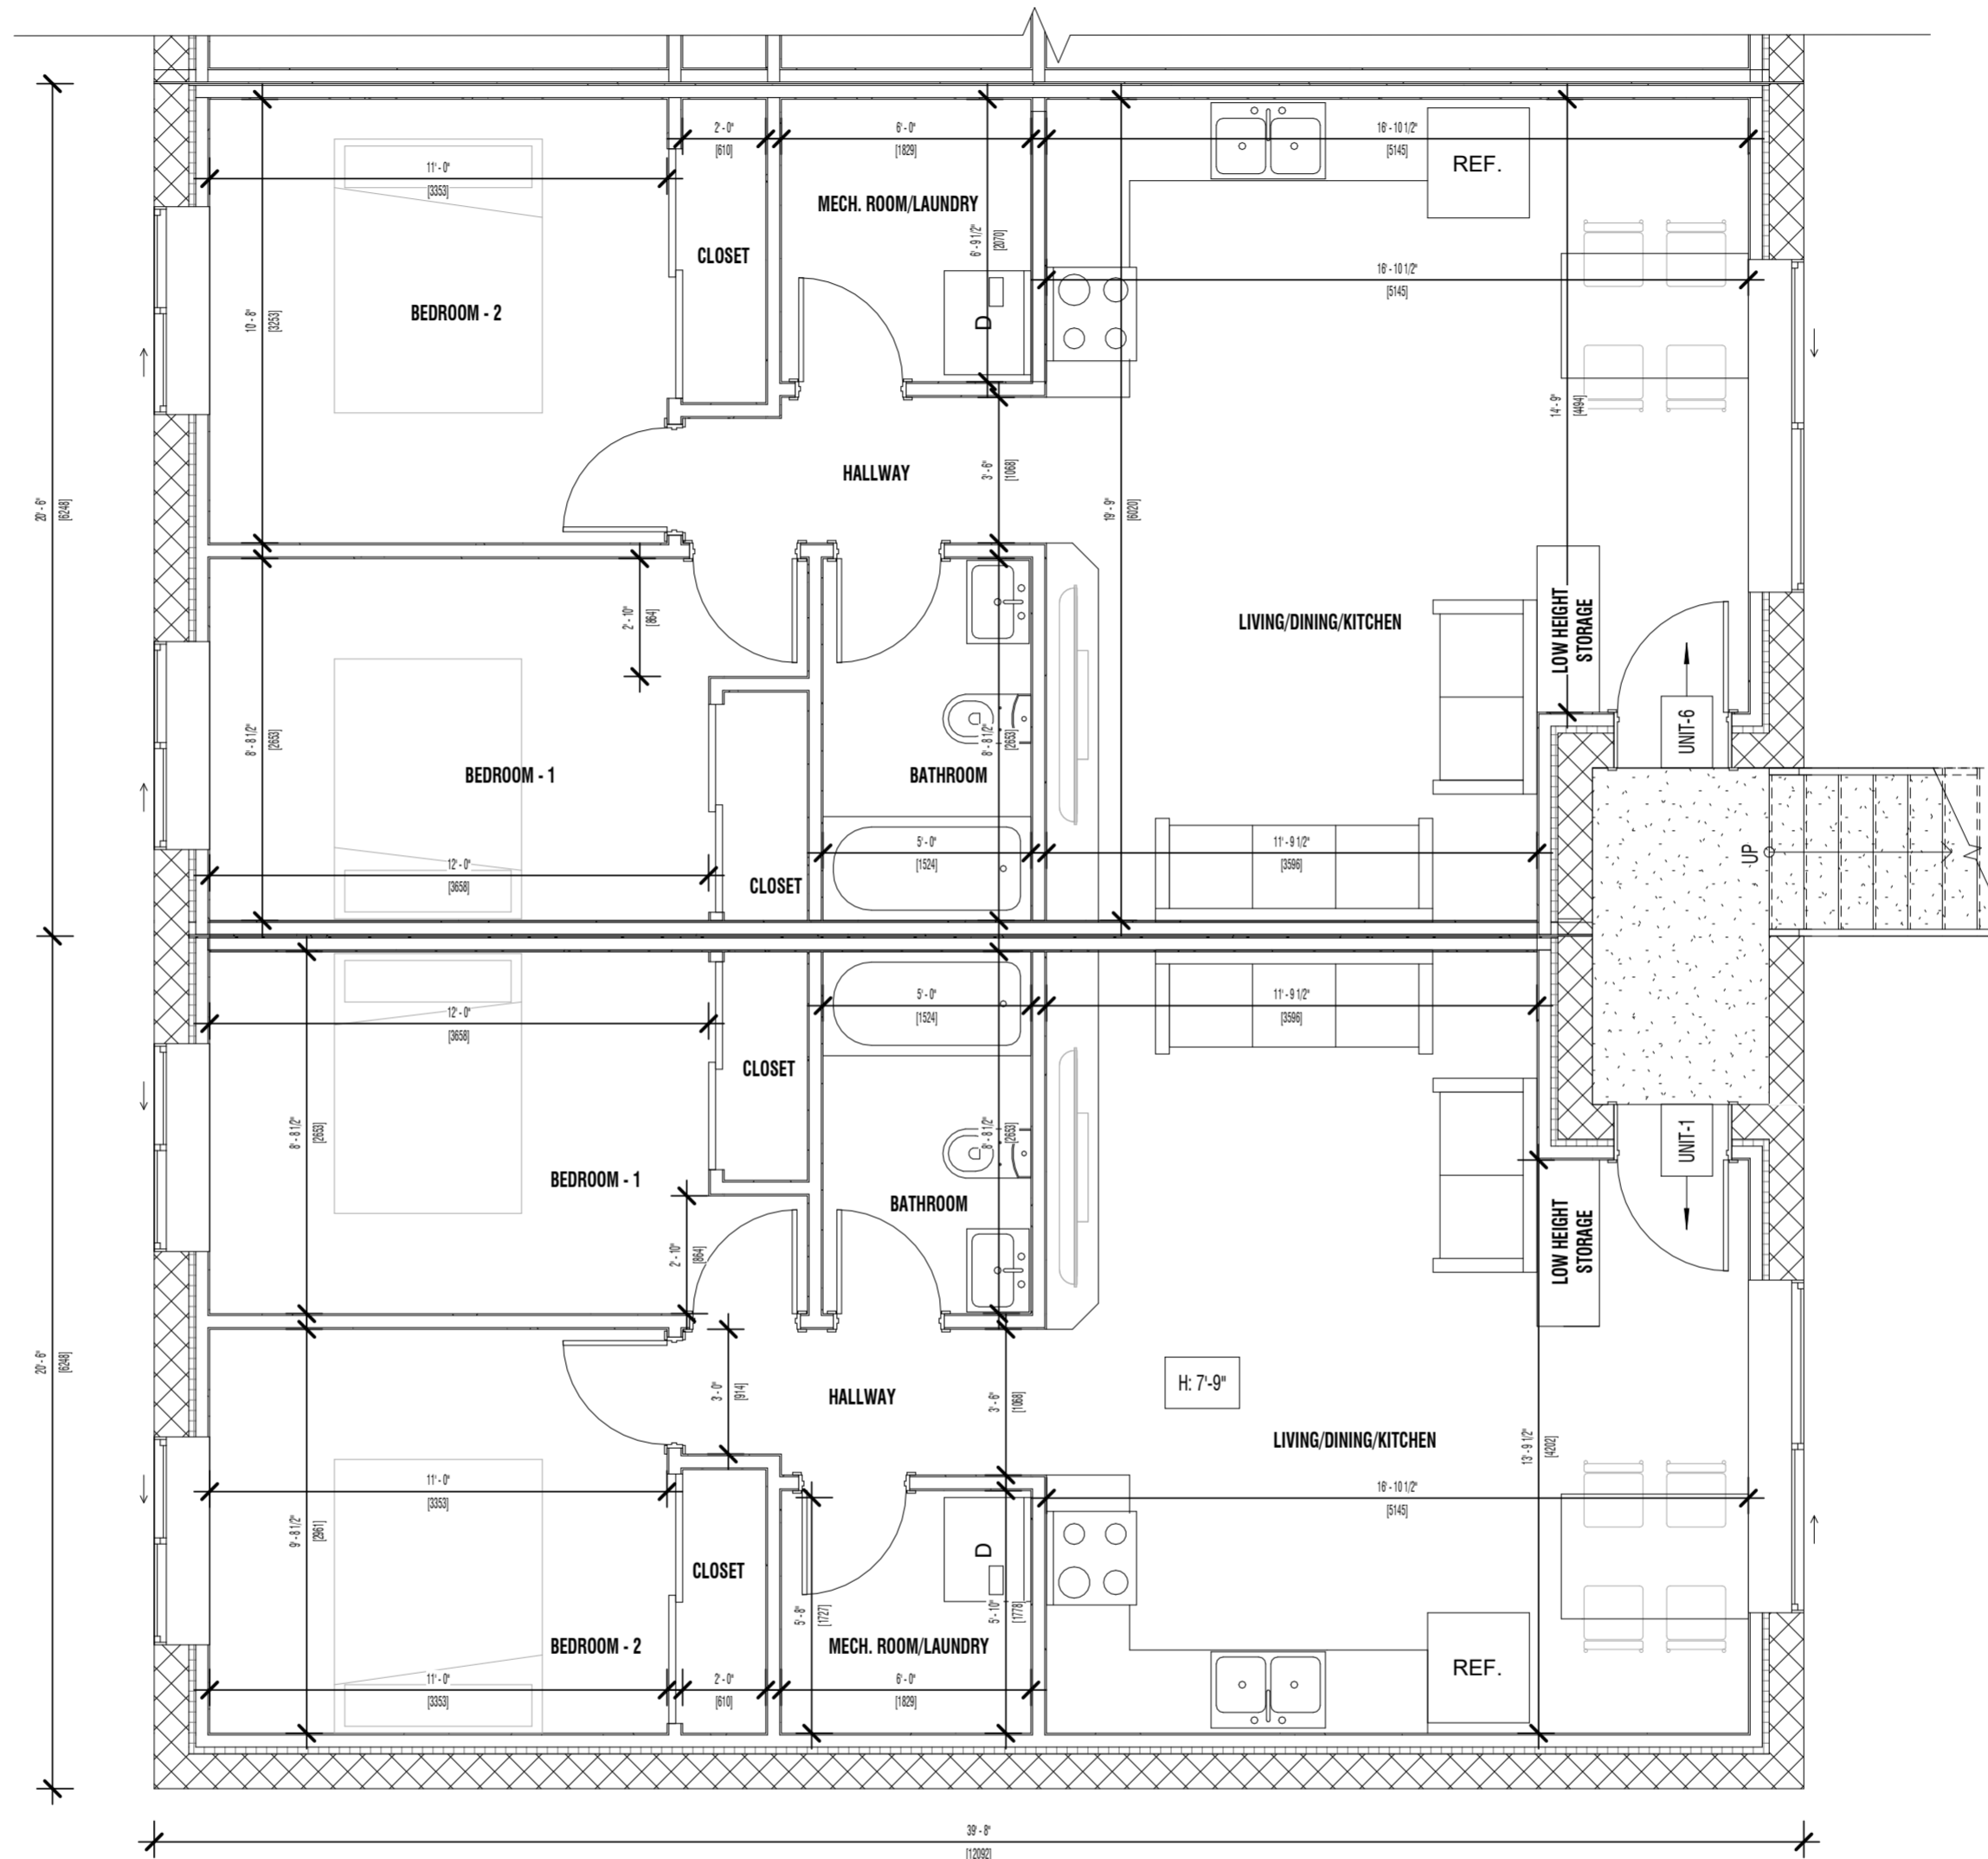 2' - 0"
[610]
6' - 0"
[1829]
16' - 10 1/2"
[5145]
REF.
11' - 0"
[3353]
MECH. ROOM/LAUNDRY
6' - 9 1/2"
[2070]
CLOSET
16' - 10 1/2"
[5145]
BEDROOM - 2
10' - 8"
[3253]
D
14' - 9"
[4494]
HALLWAY
3' - 6"
[1068]
20' - 6"
[6248]
19' - 9"
[6020]
2' - 10"
[864]
LIVING/DINING/KITCHEN
LOW HEIGHT
STORAGE
UNIT-6
8' - 8 1/2"
[2653]
8' - 8 1/2"
[2653]
BEDROOM - 1
BATHROOM
5' - 0"
[1524]
11' - 9 1/2"
[3596]
UP
12' - 0"
[3658]
CLOSET
5' - 0"
[1524]
11' - 9 1/2"
[3596]
12' - 0"
[3658]
CLOSET
8' - 8 1/2"
[2653]
8' - 8 1/2"
[2653]
UNIT-1
BEDROOM - 1
BATHROOM
LOW HEIGHT
STORAGE
2' - 10"
[864]
20' - 6"
[6248]
3' - 0"
[914]
HALLWAY
3' - 6"
[1068]
H: 7'-9"
LIVING/DINING/KITCHEN
13' - 9 1/2"
[4202]
11' - 0"
[3353]
16' - 10 1/2"
[5145]
9' - 8 1/2"
[2961]
D
CLOSET
5' - 8"
[1727]
5' - 10"
[1778]
BEDROOM - 2
MECH. ROOM/LAUNDRY
REF.
11' - 0"
[3353]
2' - 0"
[610]
6' - 0"
[1829]
39' - 8"
[12092]